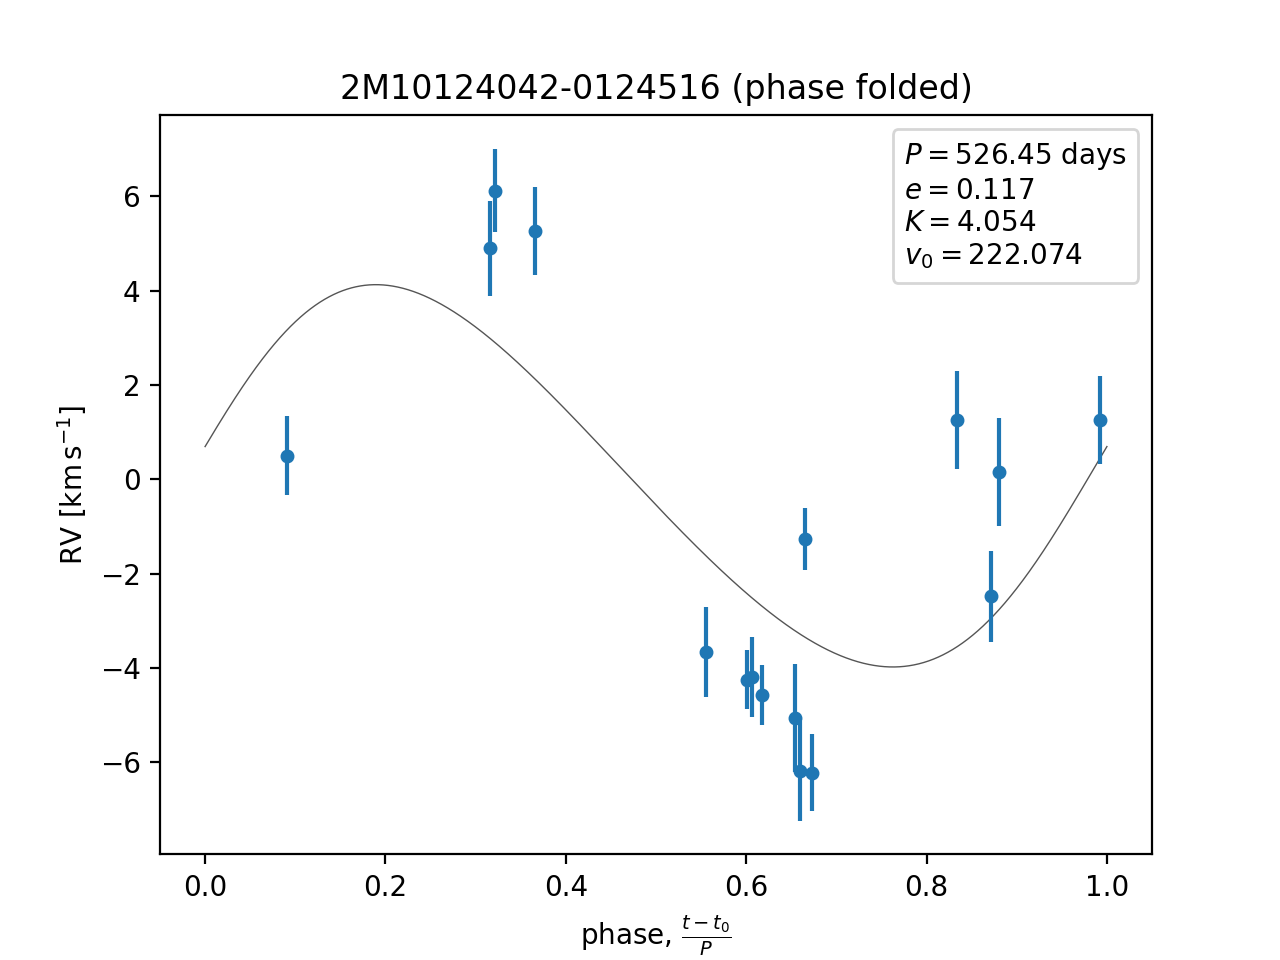 2M10124042-0124516 (phase folded)
P = 526.45 days
e = 0.117
K = 4.054
v₀ = 222.074
RV [km s⁻¹]
6
4
2
0
−2
−4
−6
0.0 0.2 0.4 0.6 0.8 1.0
phase, (t − t₀)/P